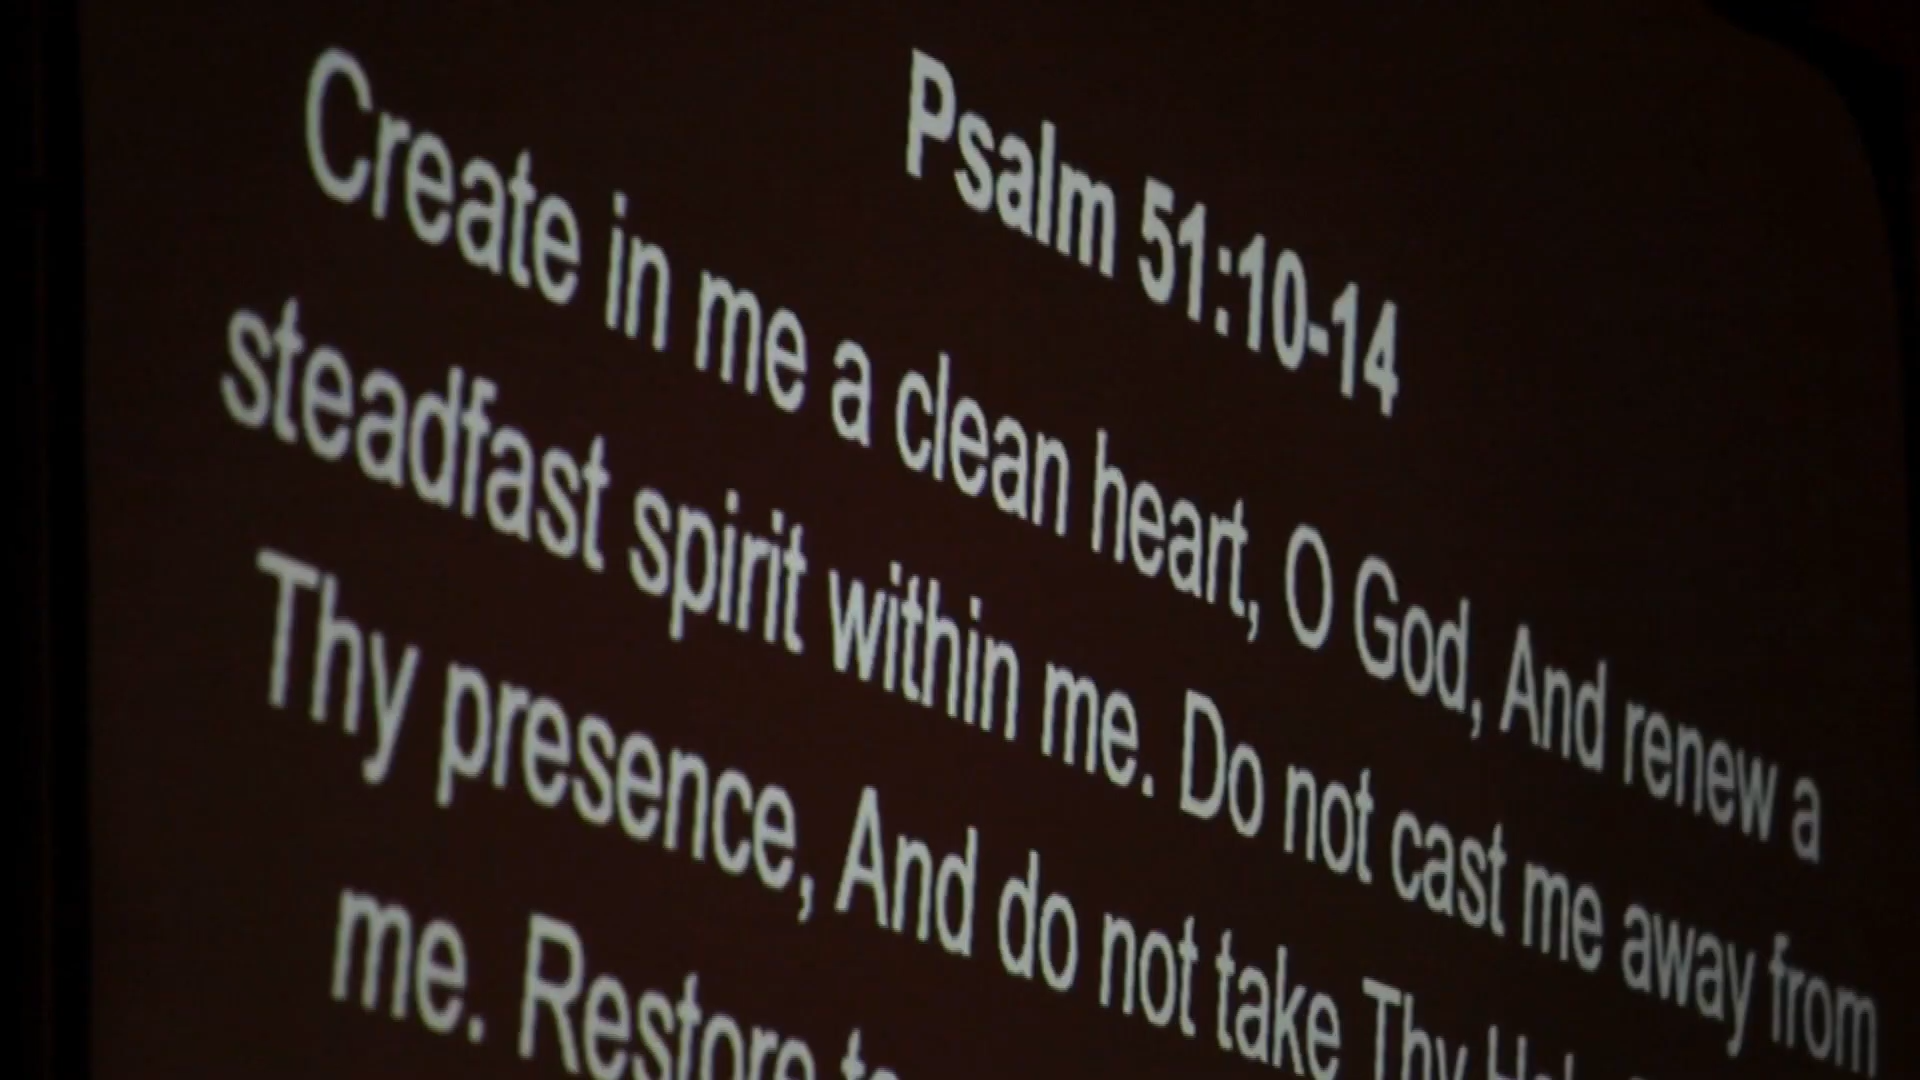 Psalm 51:10-14
Create in me a clean heart, O God, And renew a
steadfast spirit within me. Do not cast me away from
Thy presence, And do not take Thy
me. Restore